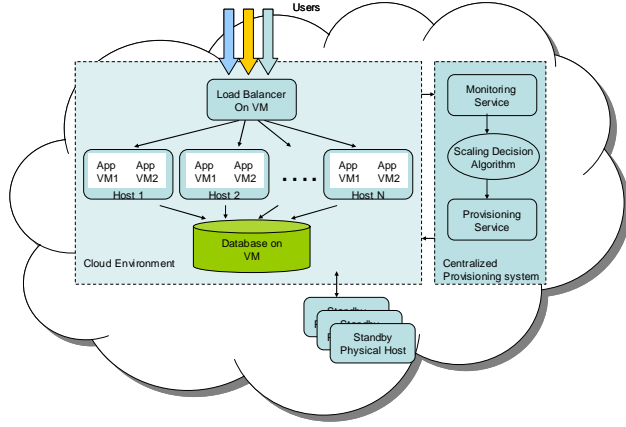 Users
Load Balancer
On VM
App App
VM1 VM2
Host 1
App App
VM1 VM2
Host 2
....
App App
VM1 VM2
Host N
Database on
VM
Cloud Environment
Monitoring
Service
Scaling Decision
Algorithm
Provisioning
Service
Centralized
Provisioning system
Standby
Standby
Standby
Physical Host